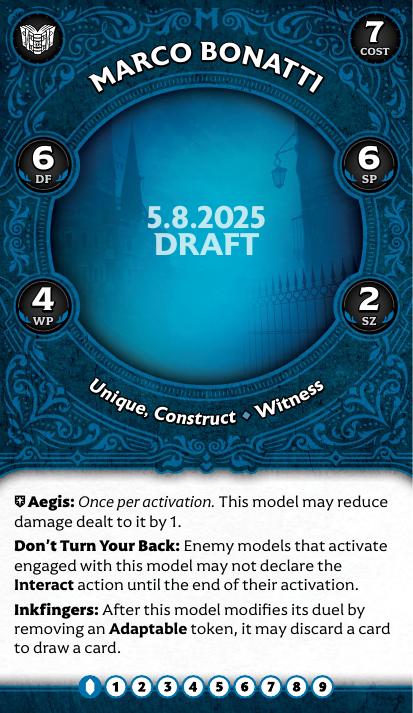 7
COST
MARCO BONATTI
6
DF
6
SP
5.8.2025
DRAFT
4
WP
2
SZ
Unique, Construct ◆ Witness
Aegis: Once per activation. This model may reduce
damage dealt to it by 1.
Don't Turn Your Back: Enemy models that activate
engaged with this model may not declare the
Interact action until the end of their activation.
Inkfingers: After this model modifies its duel by
removing an Adaptable token, it may discard a card
to draw a card.
1 2 3 4 5 6 7 8 9